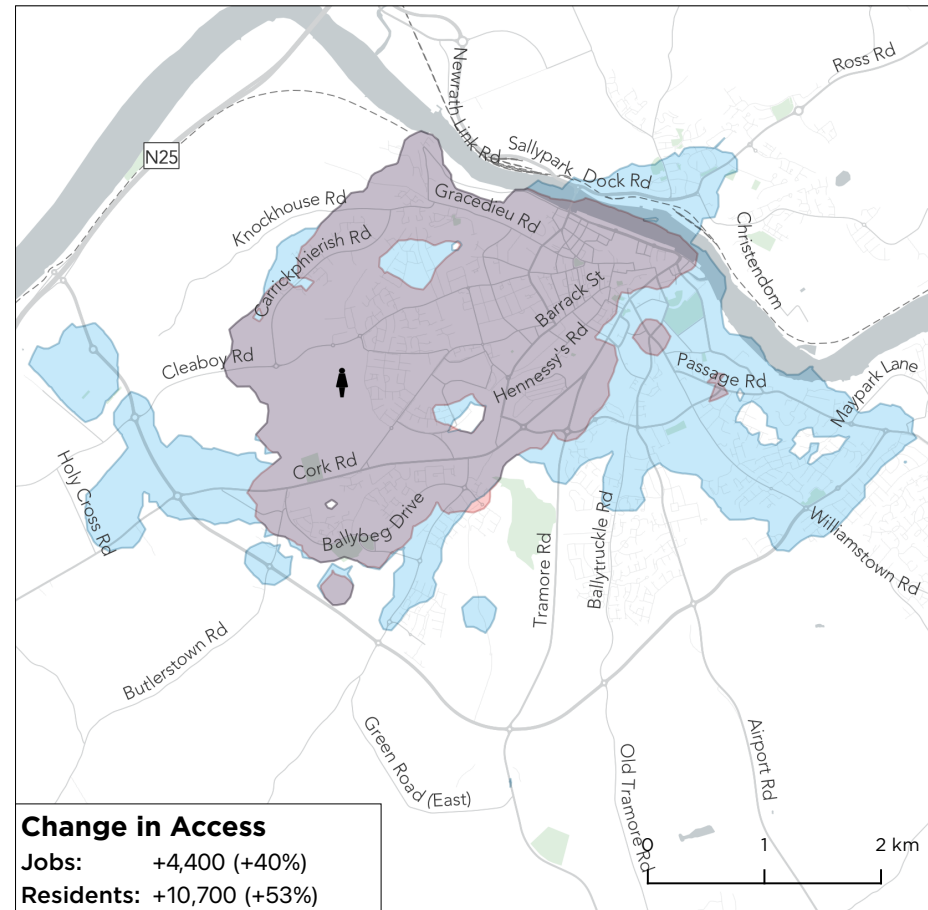 Ross Rd
Newrath Link Rd
Sallypark
Dock Rd
N25
Knockhouse Rd
Gracedieu Rd
Christendom
Carrickphierish Rd
Barrack St
Hennessy's Rd
Cleaboy Rd
Passage Rd
Maypark Lane
Cork Rd
Holy Cross Rd
Ballybeg Drive
Tramore Rd
Ballytruckle Rd
Williamstown Rd
Butlerstown Rd
Green Road (East)
Old Tramore Rd
Airport Rd
0 1 2 km
Change in Access
Jobs: +4,400 (+40%)
Residents: +10,700 (+53%)